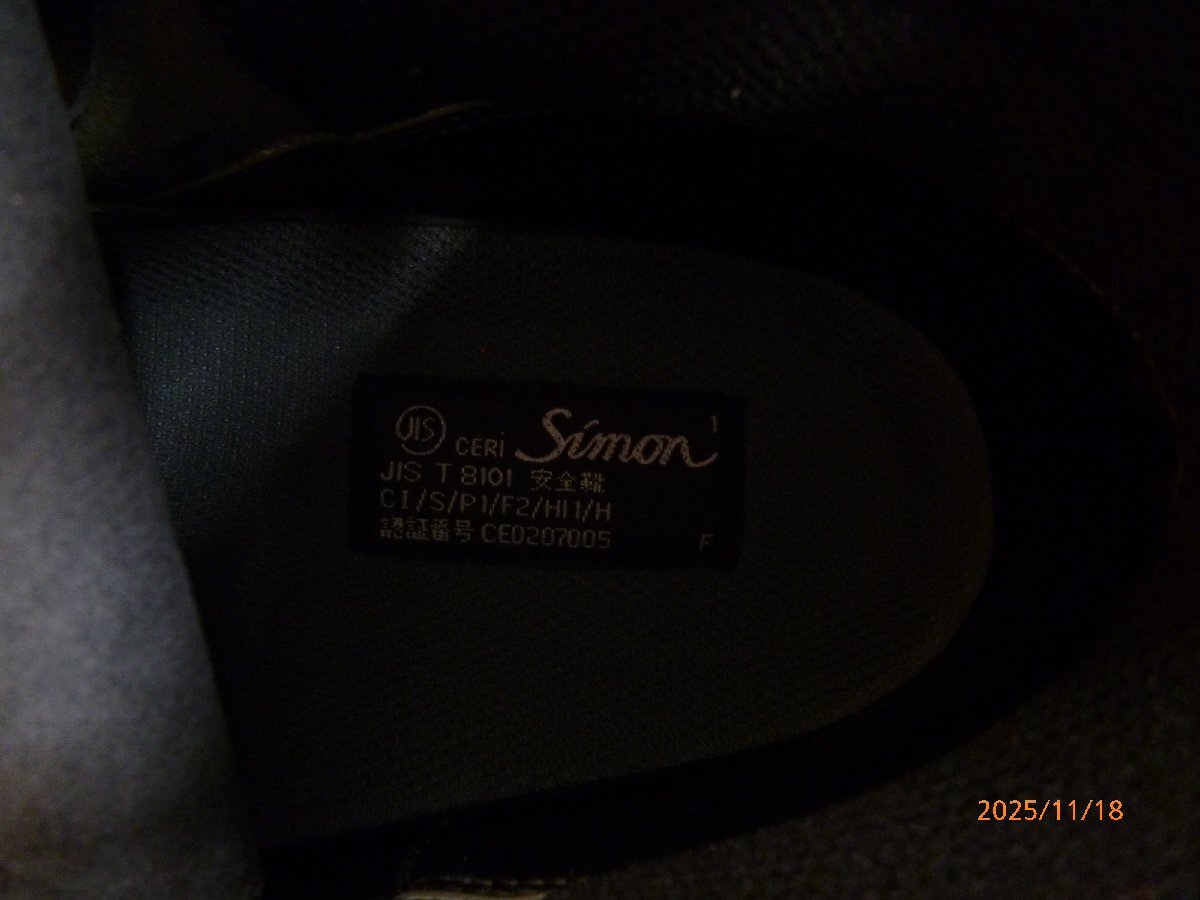 JIS CERI Simon 1
JIS T 8101 安全靴
CI/S/P1/F2/HI1/H
認証番号 CE0207005 F
2025/11/18